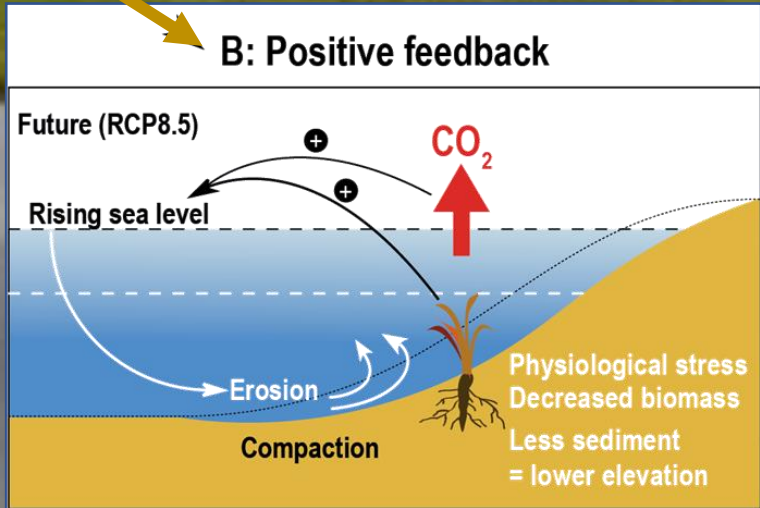 B: Positive feedback
Future (RCP8.5)
+
CO2
+
Rising sea level
Erosion
Physiological stress
Decreased biomass
Compaction
Less sediment
= lower elevation